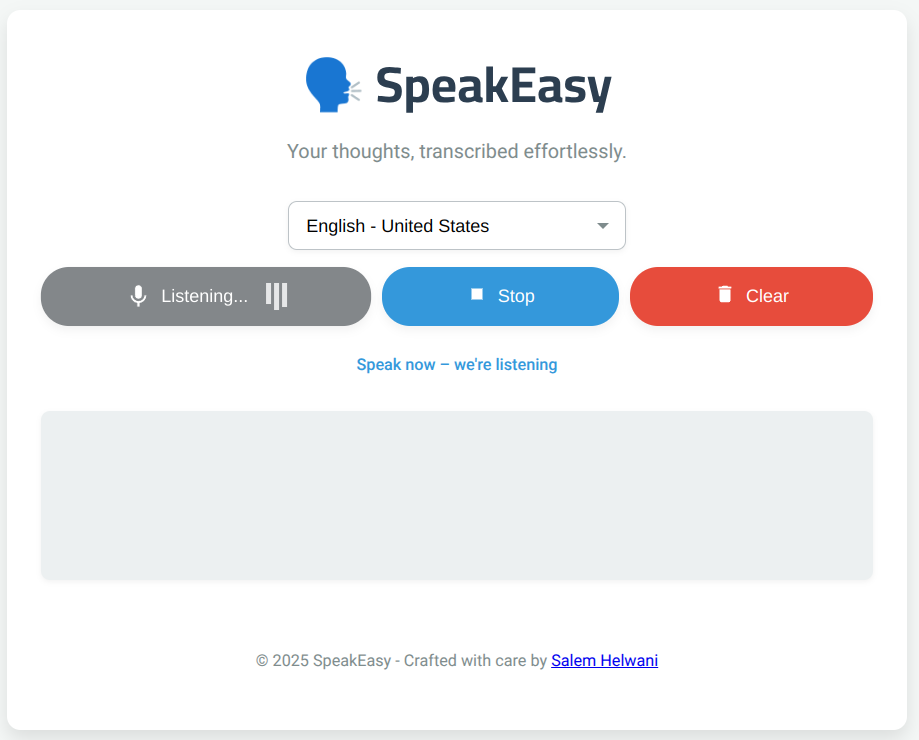 SpeakEasy
Your thoughts, transcribed effortlessly.
English - United States
Listening... Stop Clear
Speak now – we're listening
© 2025 SpeakEasy - Crafted with care by Salem Helwani